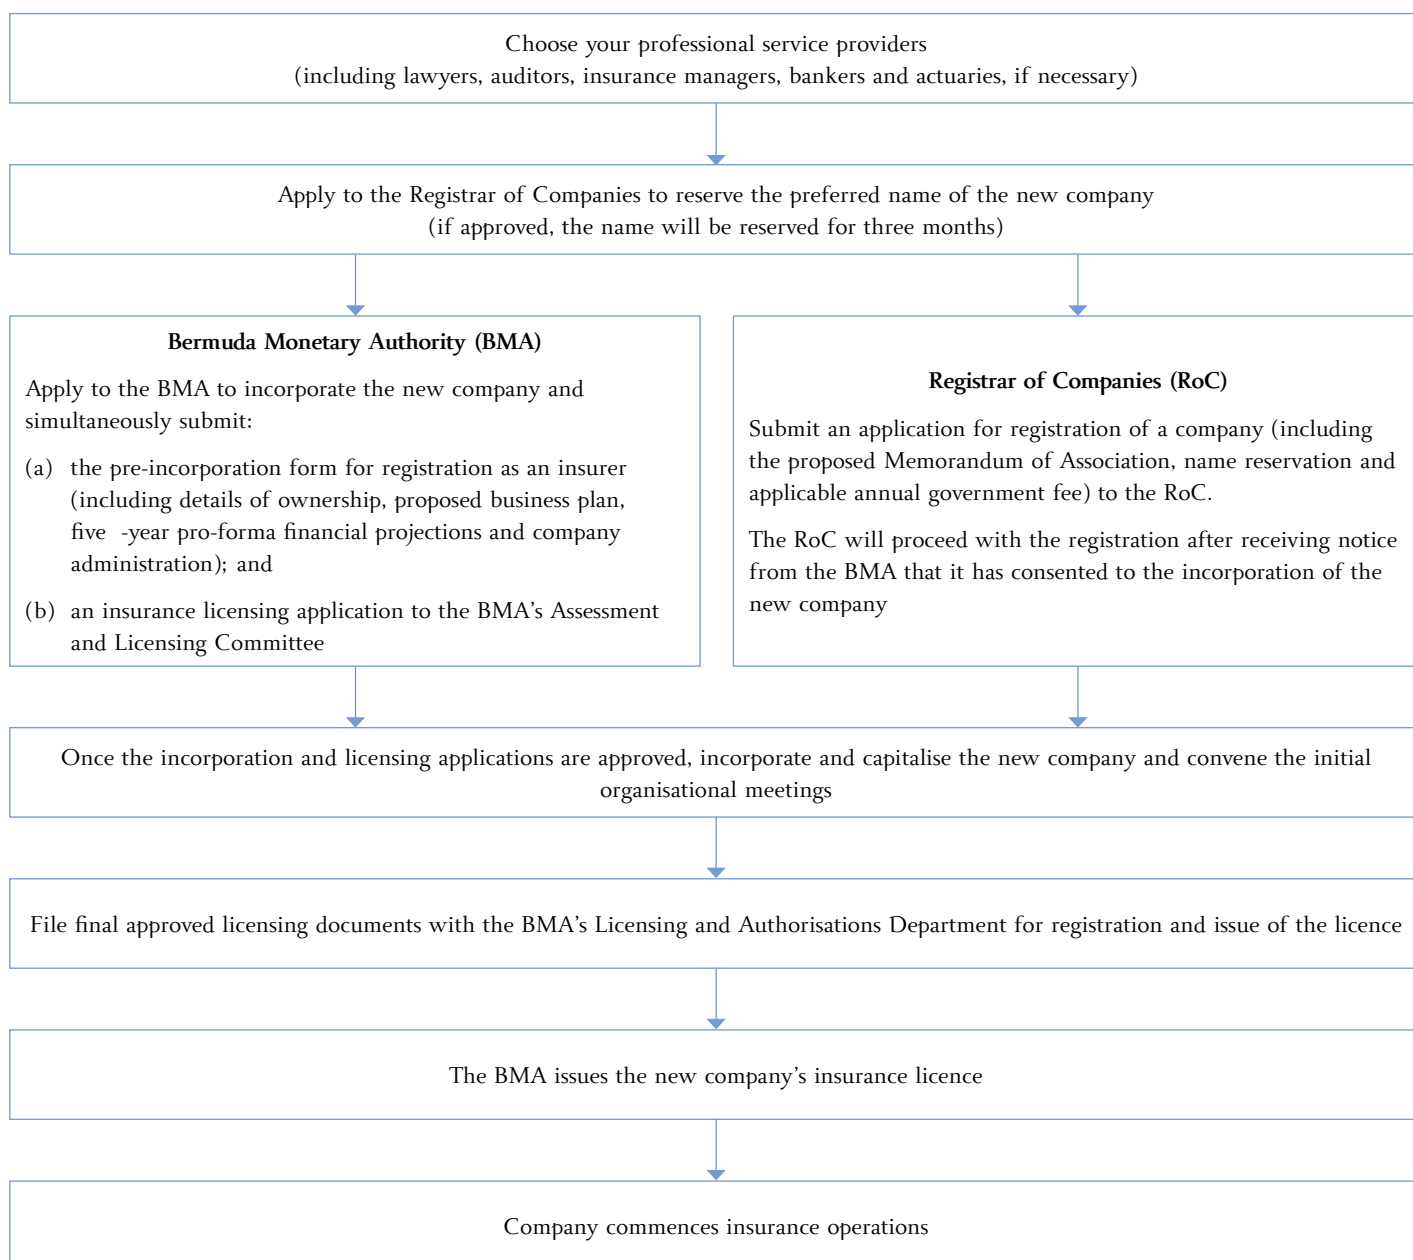 Choose your professional service providers
(including lawyers, auditors, insurance managers, bankers and actuaries, if necessary)
Apply to the Registrar of Companies to reserve the preferred name of the new company
(if approved, the name will be reserved for three months)
Bermuda Monetary Authority (BMA)
Apply to the BMA to incorporate the new company and
simultaneously submit:
(a) the pre-incorporation form for registration as an insurer
(including details of ownership, proposed business plan,
five -year pro-forma financial projections and company
administration); and
(b) an insurance licensing application to the BMA's Assessment
and Licensing Committee
Registrar of Companies (RoC)
Submit an application for registration of a company (including
the proposed Memorandum of Association, name reservation and
applicable annual government fee) to the RoC.
The RoC will proceed with the registration after receiving notice
from the BMA that it has consented to the incorporation of the
new company
Once the incorporation and licensing applications are approved, incorporate and capitalise the new company and convene the initial
organisational meetings
File final approved licensing documents with the BMA's Licensing and Authorisations Department for registration and issue of the licence
The BMA issues the new company's insurance licence
Company commences insurance operations